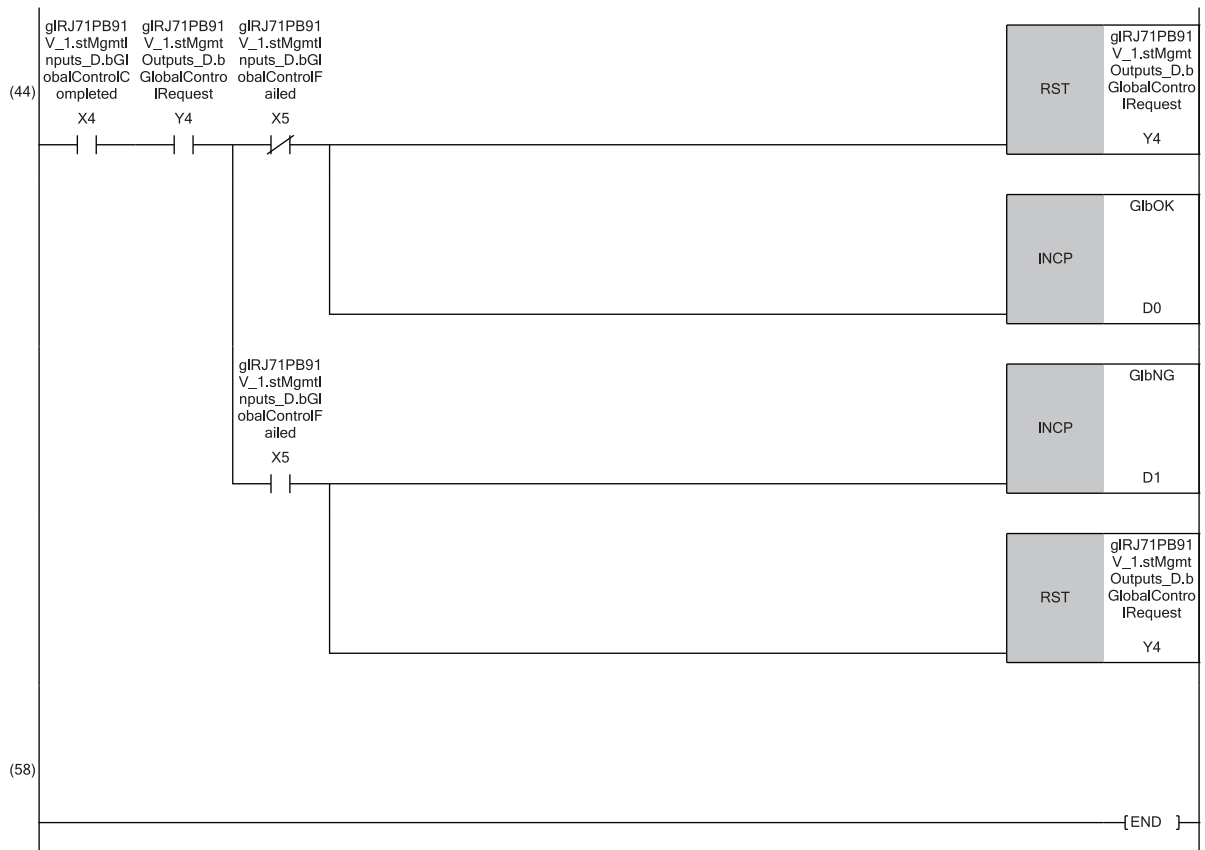 (44)
gIRJ71PB91
V_1.stMgmtI
nputs_D.bGl
obalControlC
ompleted
X4
gIRJ71PB91
V_1.stMgmt
Outputs_D.b
GlobalContro
lRequest
Y4
gIRJ71PB91
V_1.stMgmtI
nputs_D.bGl
obalControlF
ailed
X5
RST
gIRJ71PB91
V_1.stMgmt
Outputs_D.b
GlobalContro
lRequest
Y4
INCP
GlbOK
D0
gIRJ71PB91
V_1.stMgmtI
nputs_D.bGl
obalControlF
ailed
X5
INCP
GlbNG
D1
RST
gIRJ71PB91
V_1.stMgmt
Outputs_D.b
GlobalContro
lRequest
Y4
(58)
[END ]